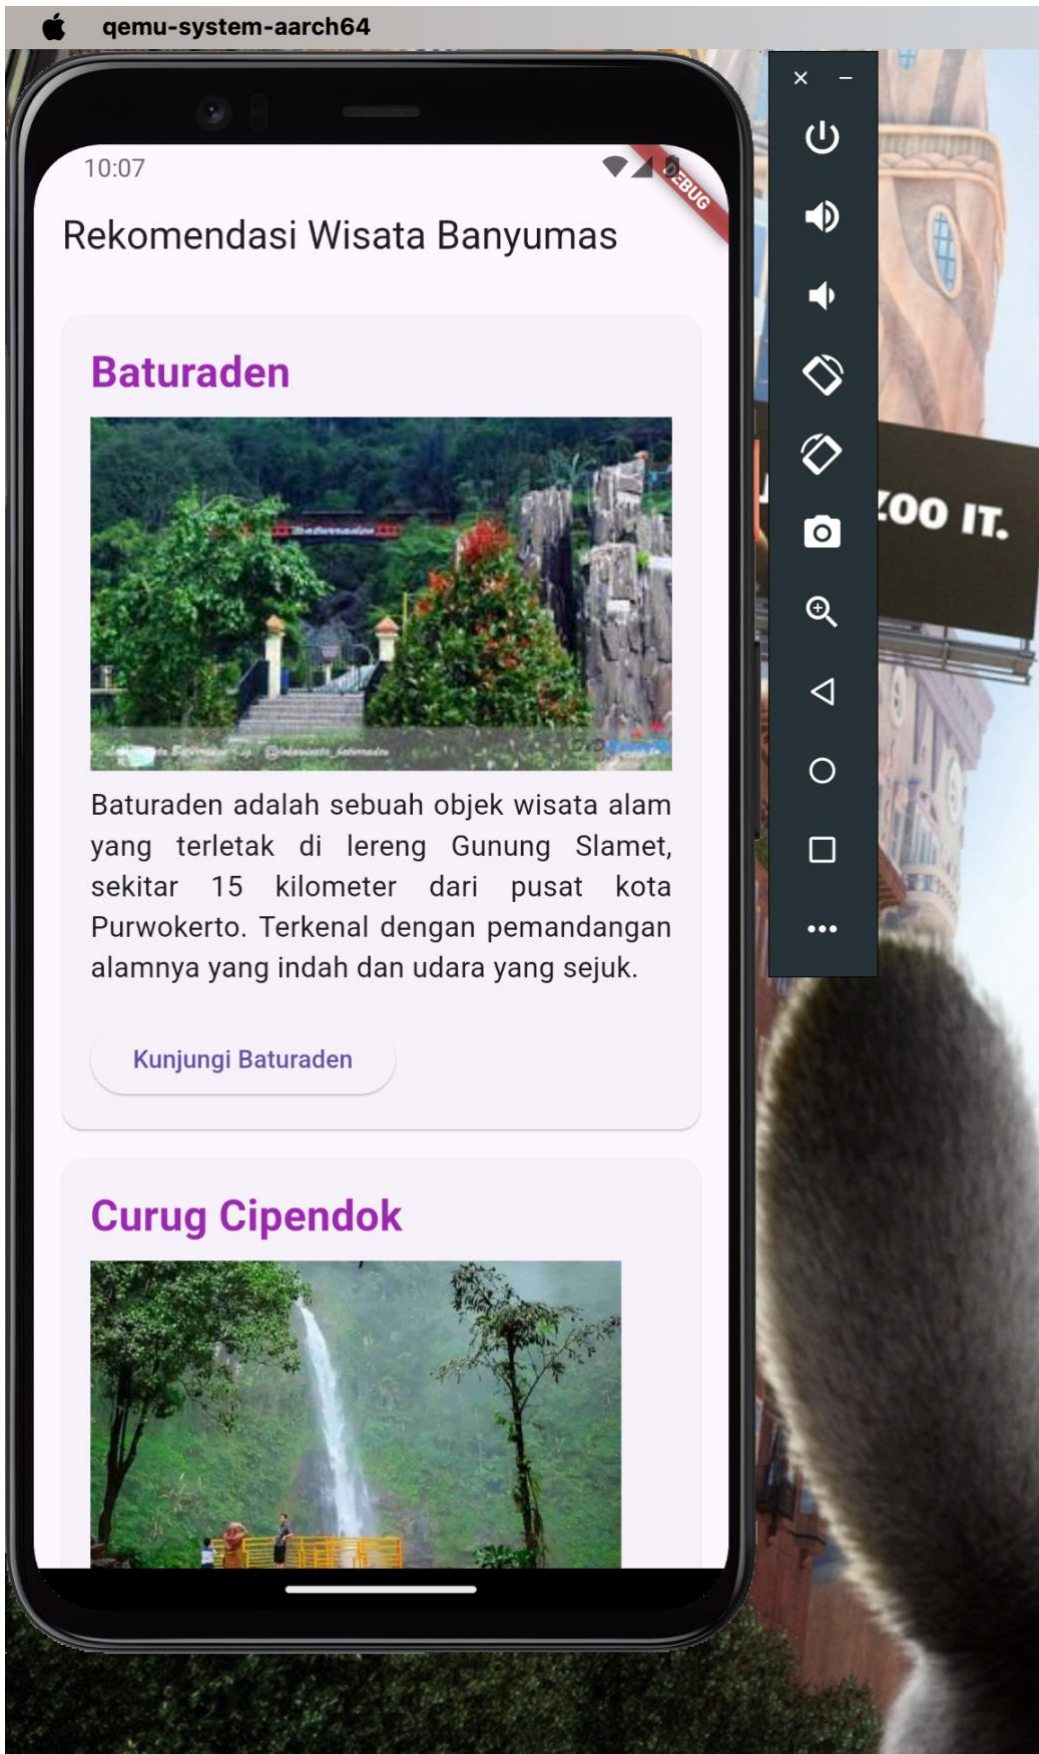 qemu-system-aarch64
10:07
DEBUG
Rekomendasi Wisata Banyumas
Baturaden
Baturaden adalah sebuah objek wisata alam
yang terletak di lereng Gunung Slamet,
sekitar 15 kilometer dari pusat kota
Purwokerto. Terkenal dengan pemandangan
alamnya yang indah dan udara yang sejuk.
Kunjungi Baturaden
Curug Cipendok
ZOO IT.